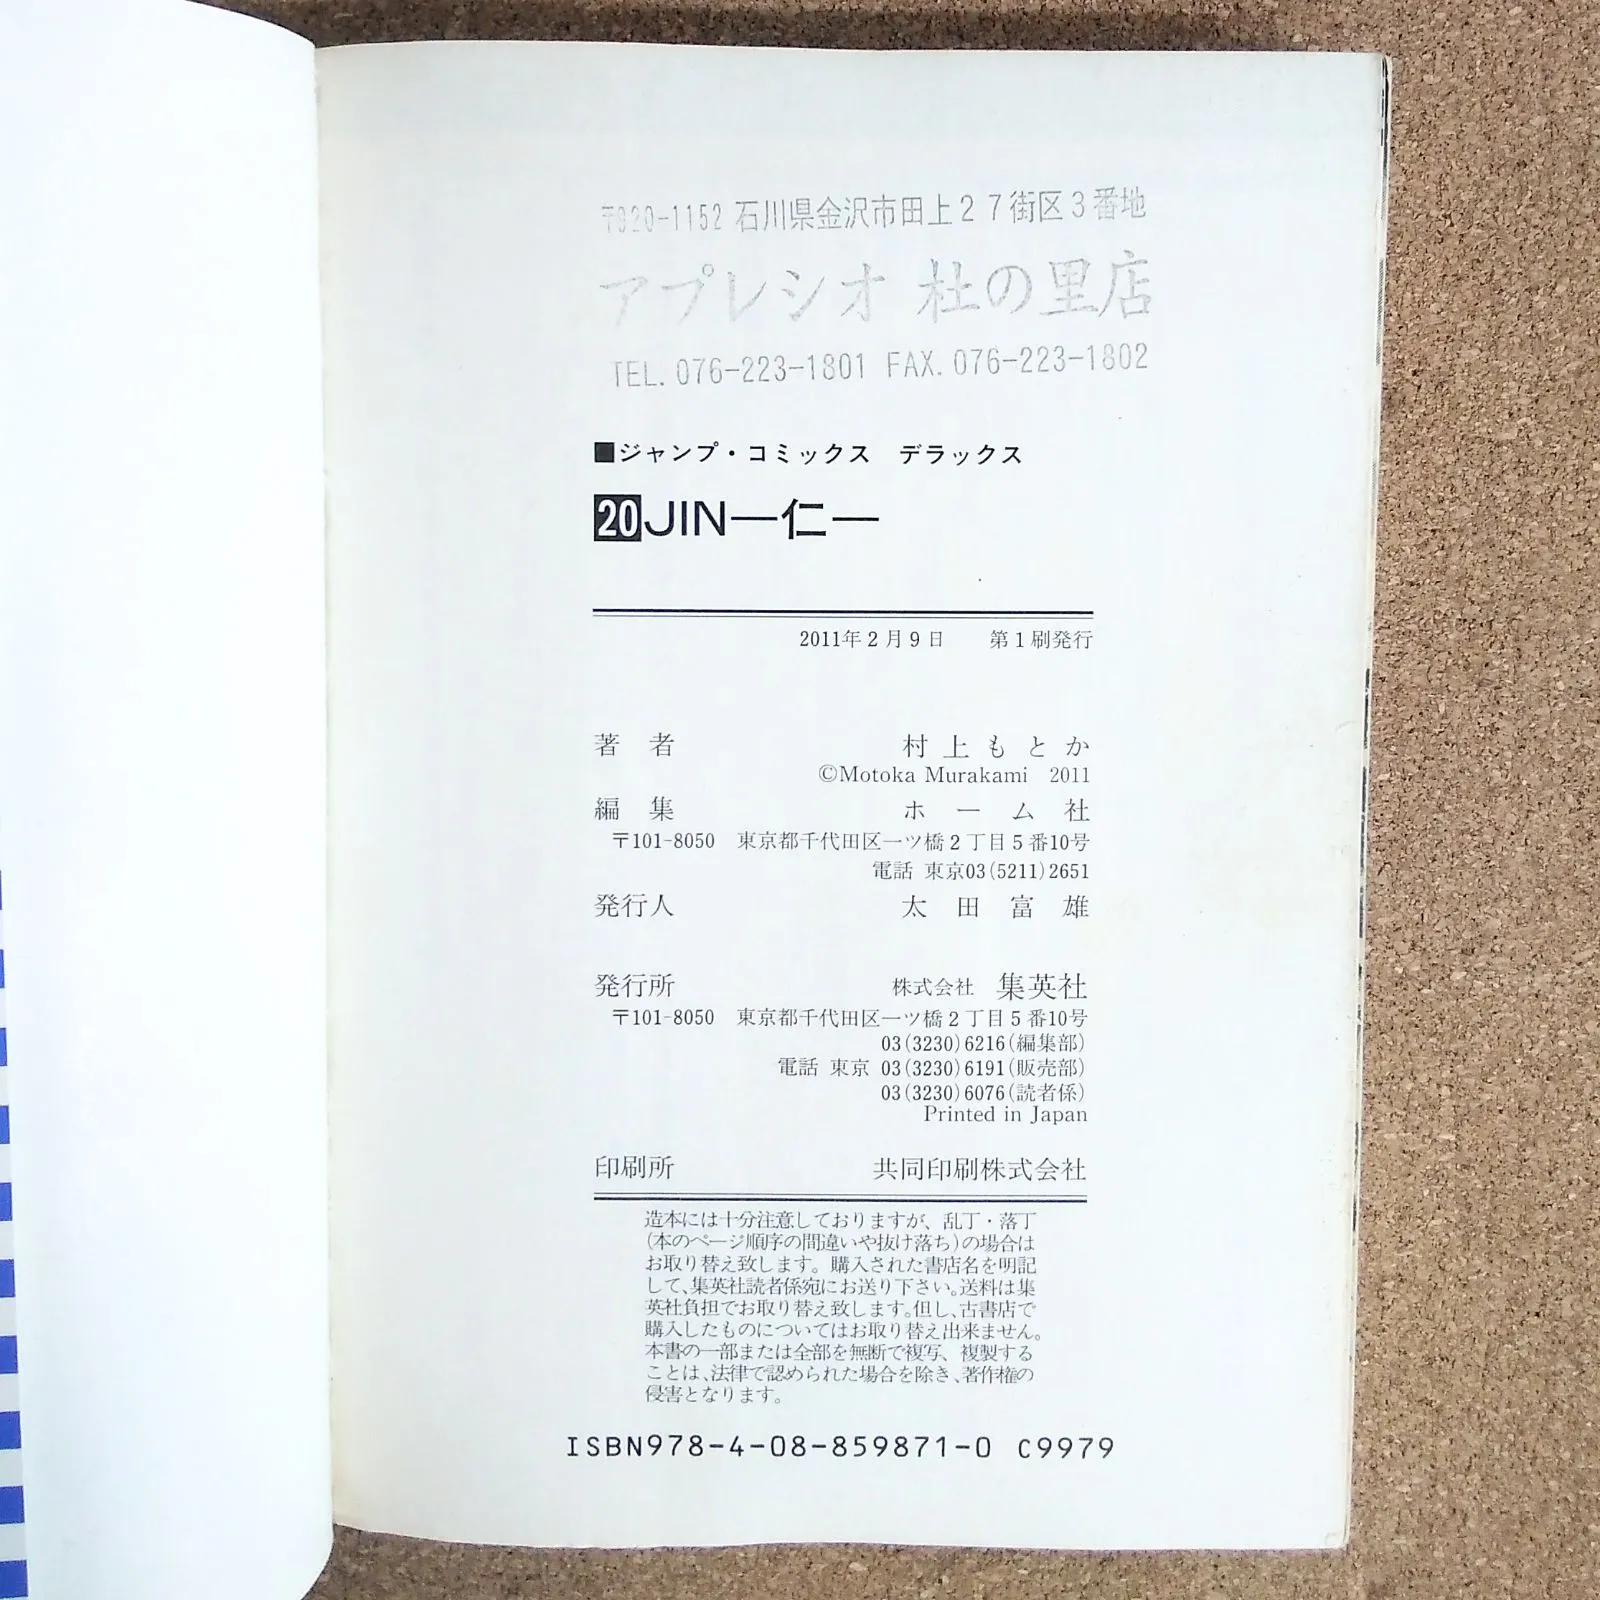 〒920-1152 石川県金沢市田上27街区3番地
アプレシオ 杜の里店
TEL. 076-223-1801 FAX. 076-223-1802
■ジャンプ・コミックス デラックス
20JIN―仁―
2011年2月9日 第1刷発行
著者 村上もとか
©Motoka Murakami 2011
編集 ホーム社
〒101-8050 東京都千代田区一ツ橋2丁目5番10号
電話 東京03(5211)2651
発行人 太田富雄
発行所 株式会社 集英社
〒101-8050 東京都千代田区一ツ橋2丁目5番10号
03(3230)6216(編集部)
電話 東京 03(3230)6191(販売部)
03(3230)6076(読者係)
Printed in Japan
印刷所 共同印刷株式会社
造本には十分注意しておりますが、乱丁・落丁
(本のページ順序の間違いや抜け落ち)の場合は
お取り替え致します。購入された書店名を明記
して、集英社読者係宛にお送り下さい。送料は集
英社負担でお取り替え致します。但し、古書店で
購入したものについてはお取り替え出来ません。
本書の一部または全部を無断で複写、複製する
ことは、法律で認められた場合を除き、著作権の
侵害となります。
ISBN978-4-08-859871-0 C9979